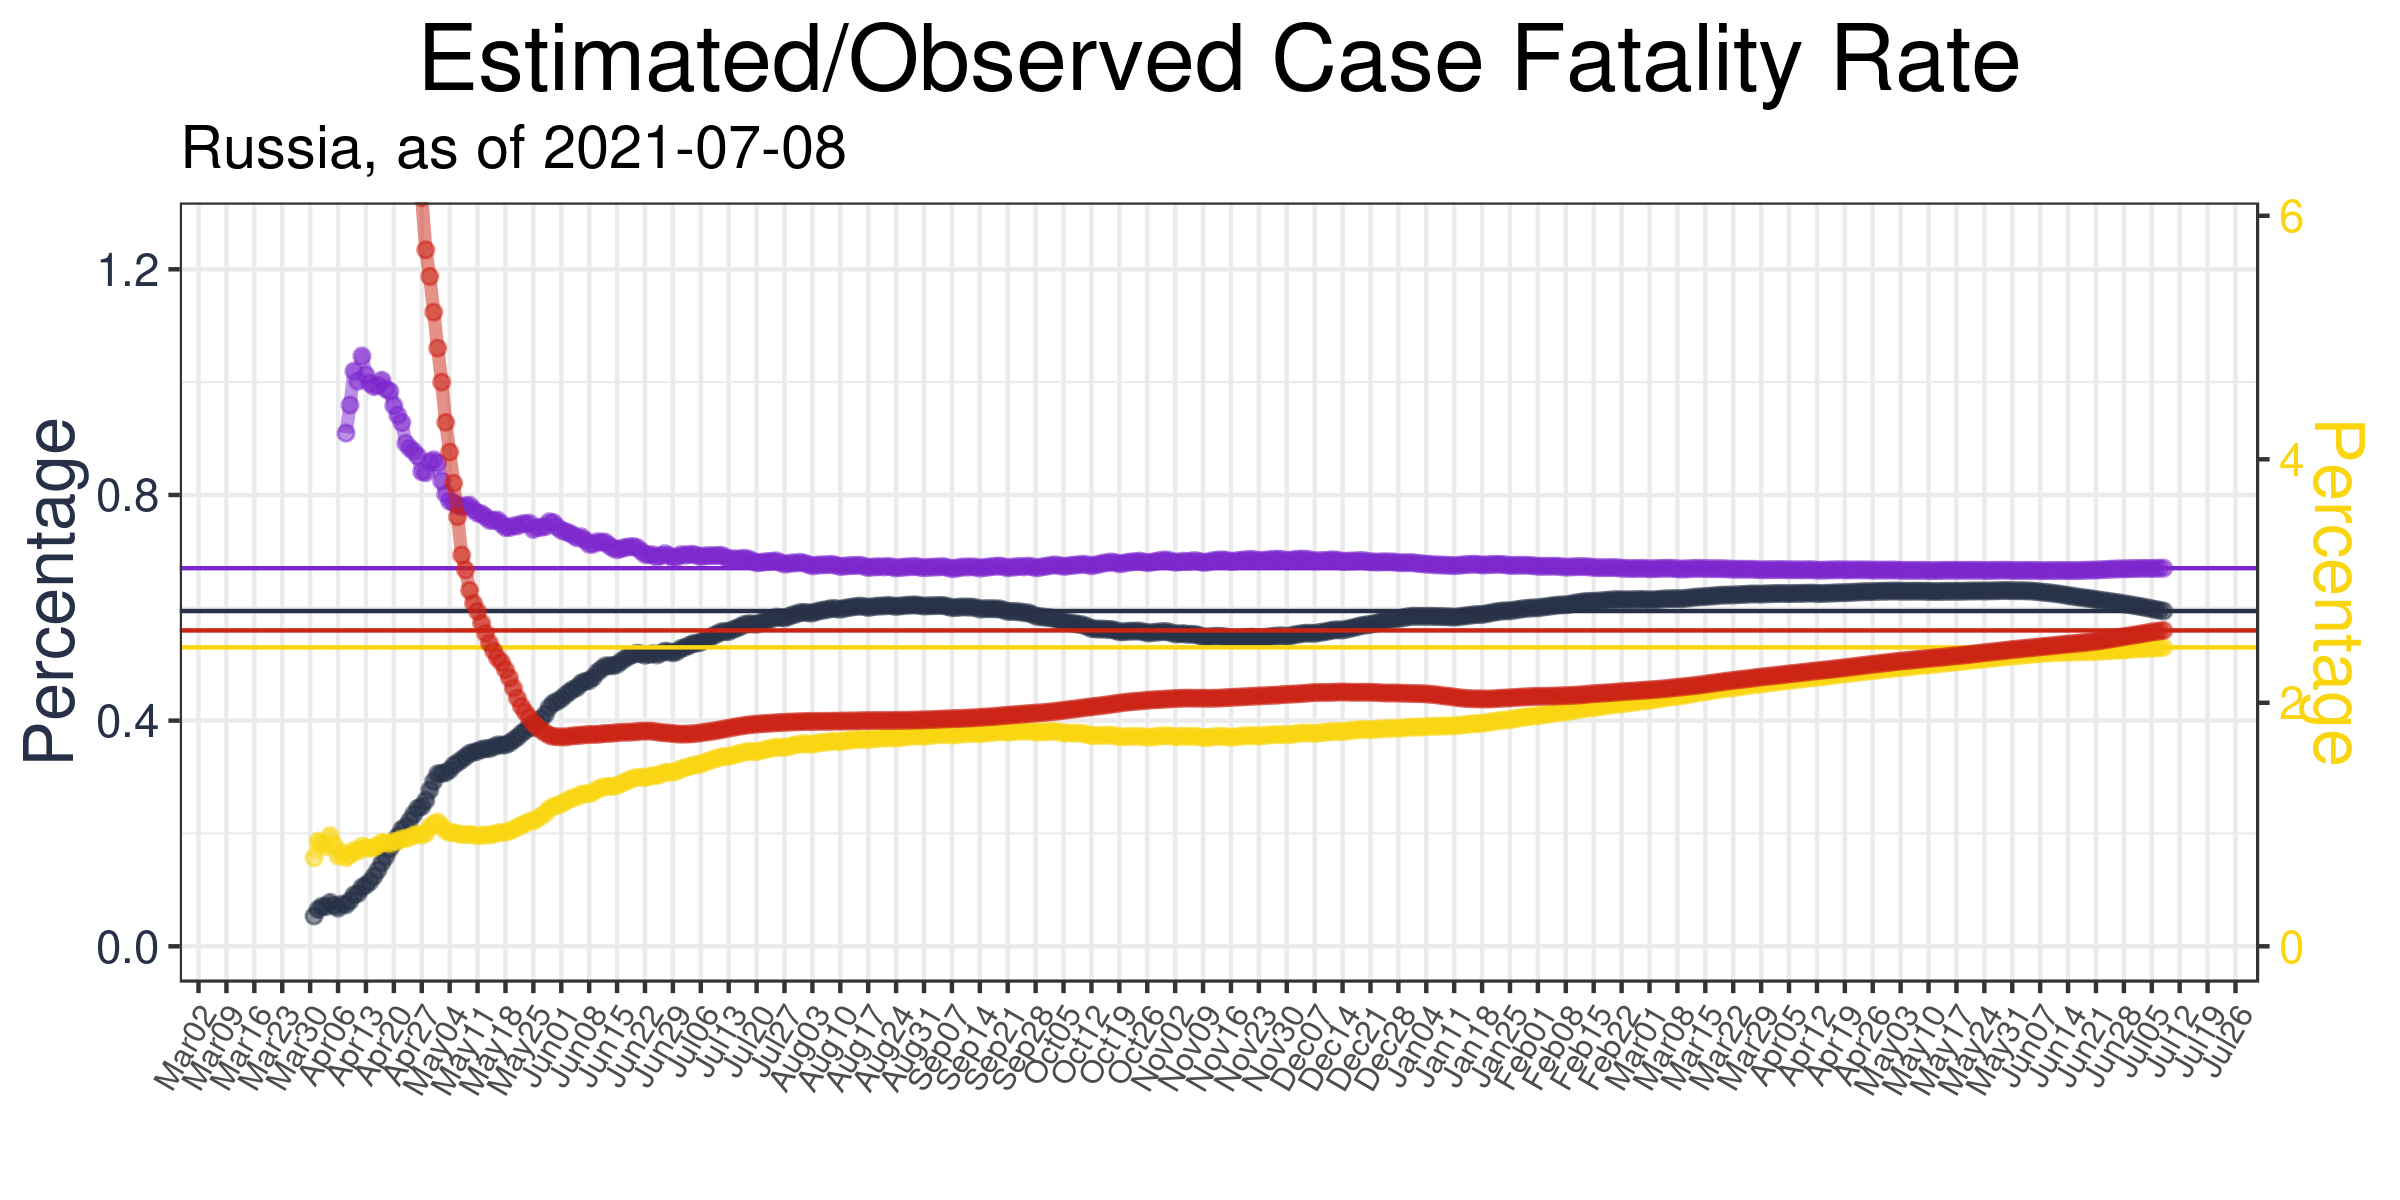 Estimated/Observed Case Fatality Rate
Russia, as of 2021-07-08
Percentage
1.2
0.8
0.4
0.0
6
4
2
0
Percentage
Mar02
Mar09
Mar16
Mar23
Mar30
Apr06
Apr13
Apr20
Apr27
May04
May11
May18
May25
Jun01
Jun08
Jun15
Jun22
Jun29
Jul06
Jul13
Jul20
Jul27
Aug03
Aug10
Aug17
Aug24
Aug31
Sep07
Sep14
Sep21
Sep28
Oct05
Oct12
Oct19
Oct26
Nov02
Nov09
Nov16
Nov23
Nov30
Dec07
Dec14
Dec21
Dec28
Jan04
Jan11
Jan18
Jan25
Feb01
Feb08
Feb15
Feb22
Mar01
Mar08
Mar15
Mar22
Mar29
Apr05
Apr12
Apr19
Apr26
May03
May10
May17
May24
May31
Jun07
Jun14
Jun21
Jun28
Jul05
Jul12
Jul19
Jul26